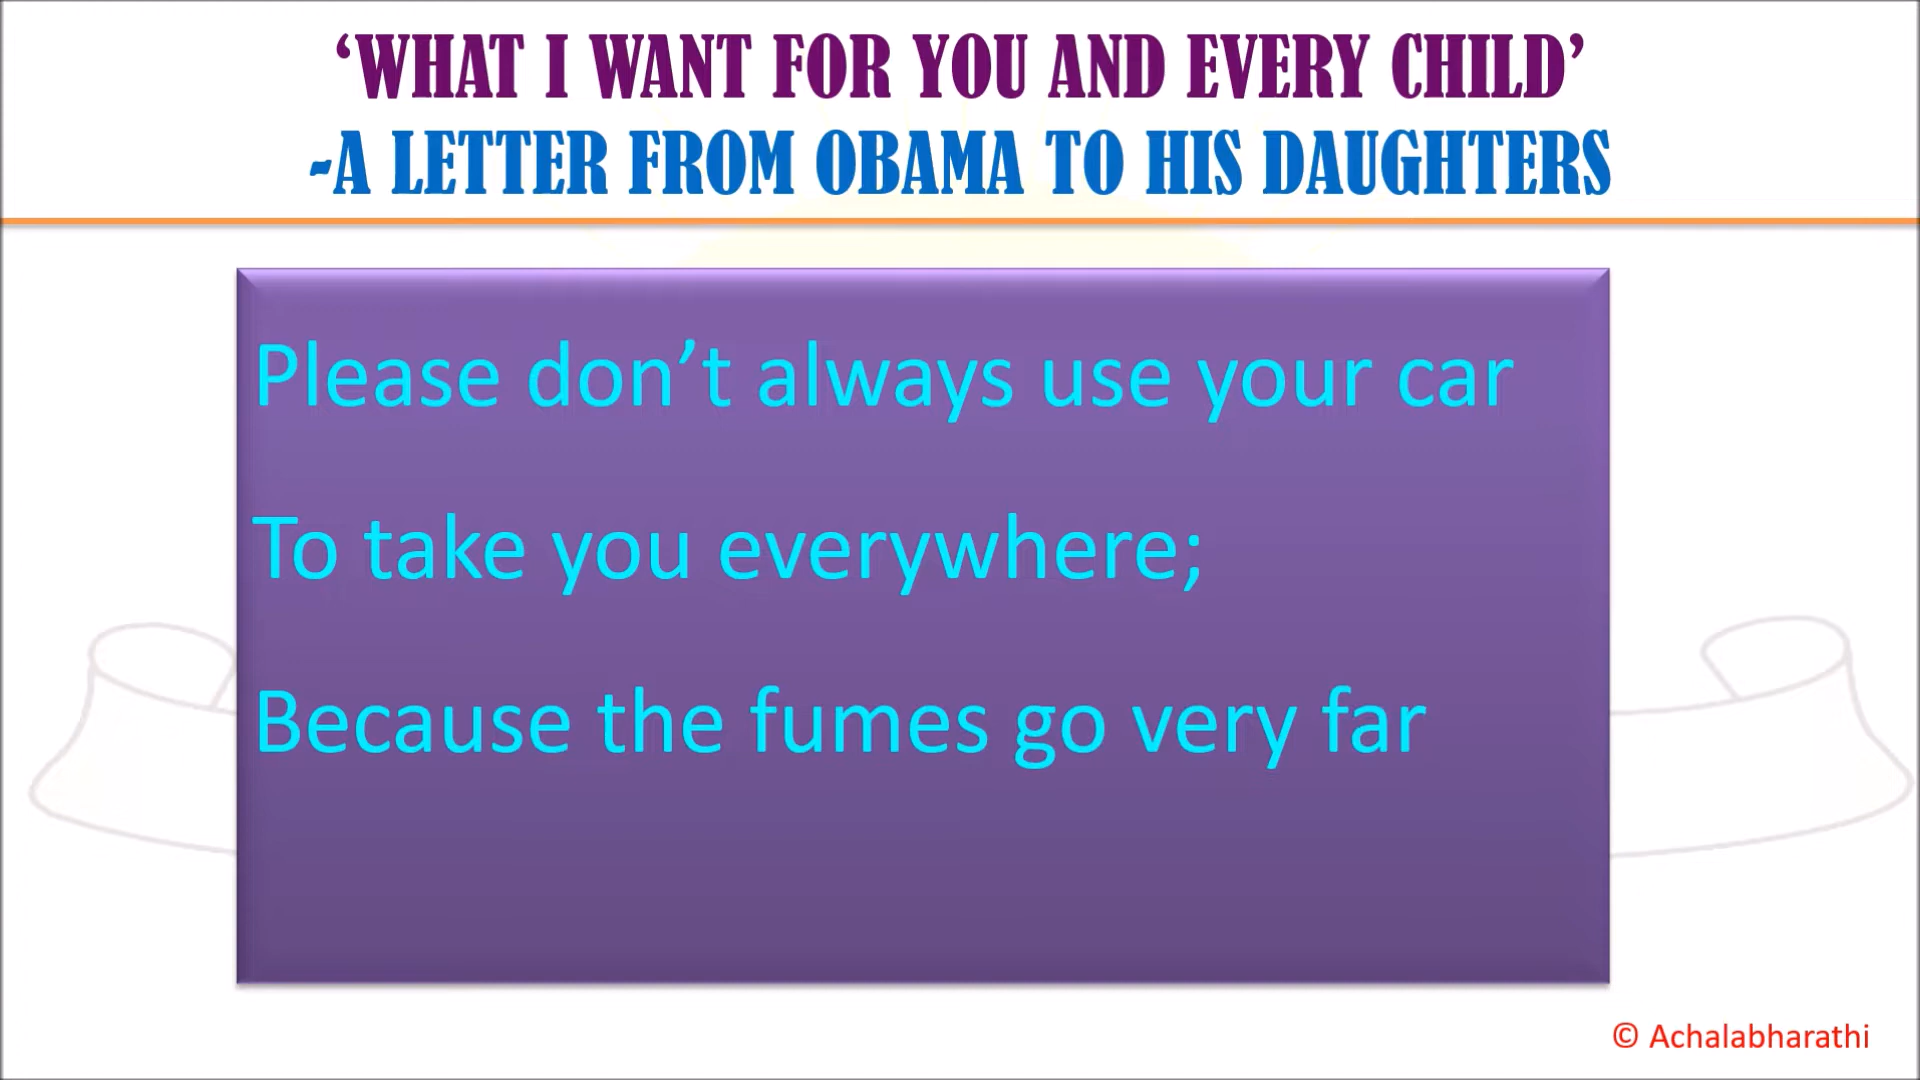 ‘WHAT I WANT FOR YOU AND EVERY CHILD’
-A LETTER FROM OBAMA TO HIS DAUGHTERS
Please don’t always use your car
To take you everywhere;
Because the fumes go very far
© Achalabharathi